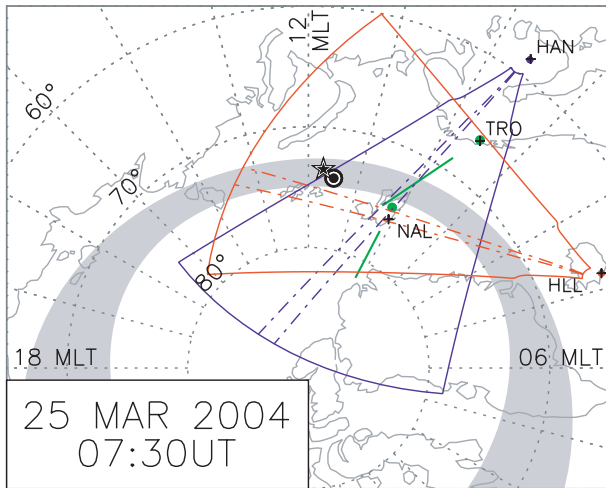 12
MLT
HAN
60°
TRO
70°
NAL
80°
HLL
18 MLT
06 MLT
25 MAR 2004
07:30UT